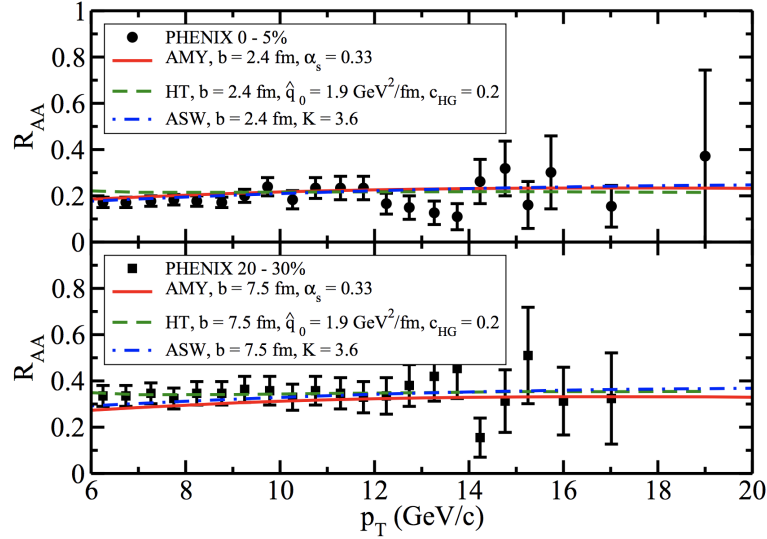 1
0.8
0.6
0.4
0.2
0
R_AA
PHENIX 0 - 5%
AMY, b = 2.4 fm, α_s = 0.33
HT, b = 2.4 fm, q̂_0 = 1.9 GeV²/fm, c_HG = 0.2
ASW, b = 2.4 fm, K = 3.6
0.8
0.6
0.4
0.2
0
R_AA
PHENIX 20 - 30%
AMY, b = 7.5 fm, α_s = 0.33
HT, b = 7.5 fm, q̂_0 = 1.9 GeV²/fm, c_HG = 0.2
ASW, b = 7.5 fm, K = 3.6
6 8 10 12 14 16 18 20
p_T (GeV/c)